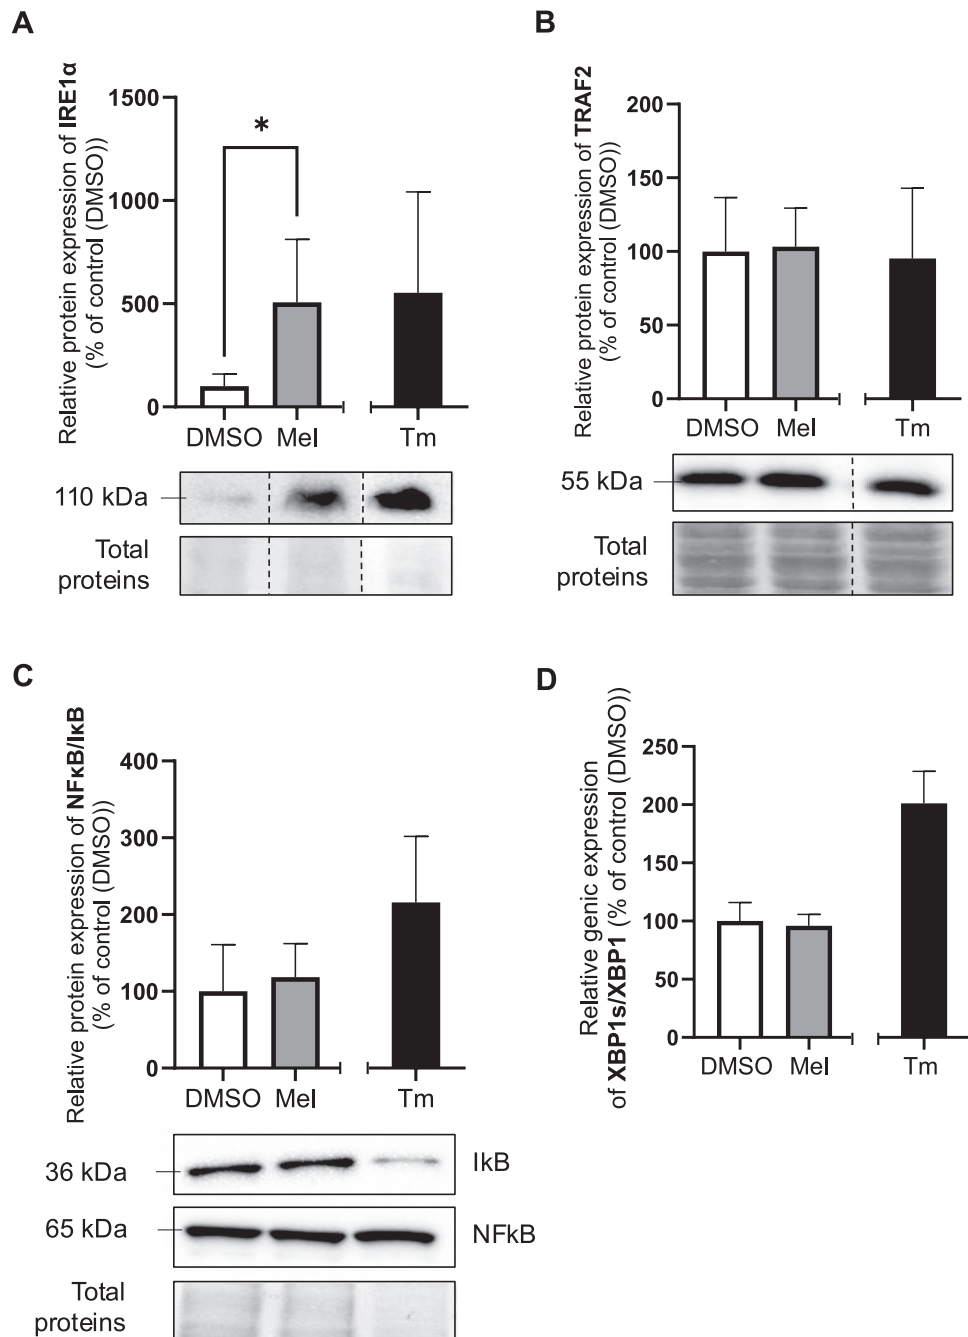 A
Relative protein expression of IRE1α
(% of control (DMSO))
1500
1000
500
0
*
DMSO Mel Tm
110 kDa
Total
proteins
B
Relative protein expression of TRAF2
(% of control (DMSO))
200
150
100
50
0
DMSO Mel Tm
55 kDa
Total
proteins
C
Relative protein expression of NFκB/IκB
(% of control (DMSO))
400
300
200
100
0
DMSO Mel Tm
36 kDa
IkB
65 kDa
NFkB
Total
proteins
D
Relative genic expression
of XBP1s/XBP1 (% of control (DMSO))
250
200
150
100
50
0
DMSO Mel Tm